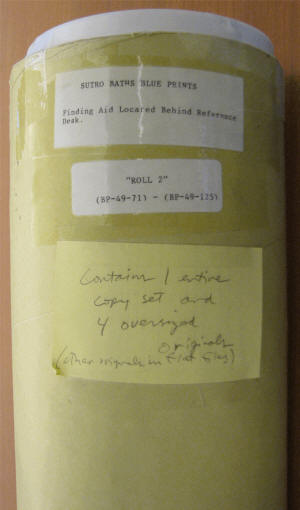 SUTRO BATHS BLUE PRINTS
Finding Aid Locared Behind Reference
Desk.
"ROLL 2"
(BP-49-71) - (BP-49-125)
Contains 1 entire
copy set and
4 oversized
originals
(other originals in flat files)